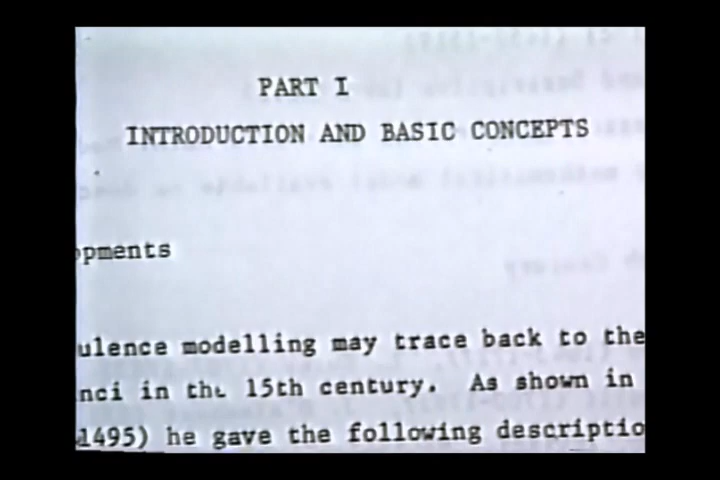 PART I
INTRODUCTION AND BASIC CONCEPTS
opments
ulence modelling may trace back to the
nci in the 15th century. As shown in
1495) he gave the following descriptio